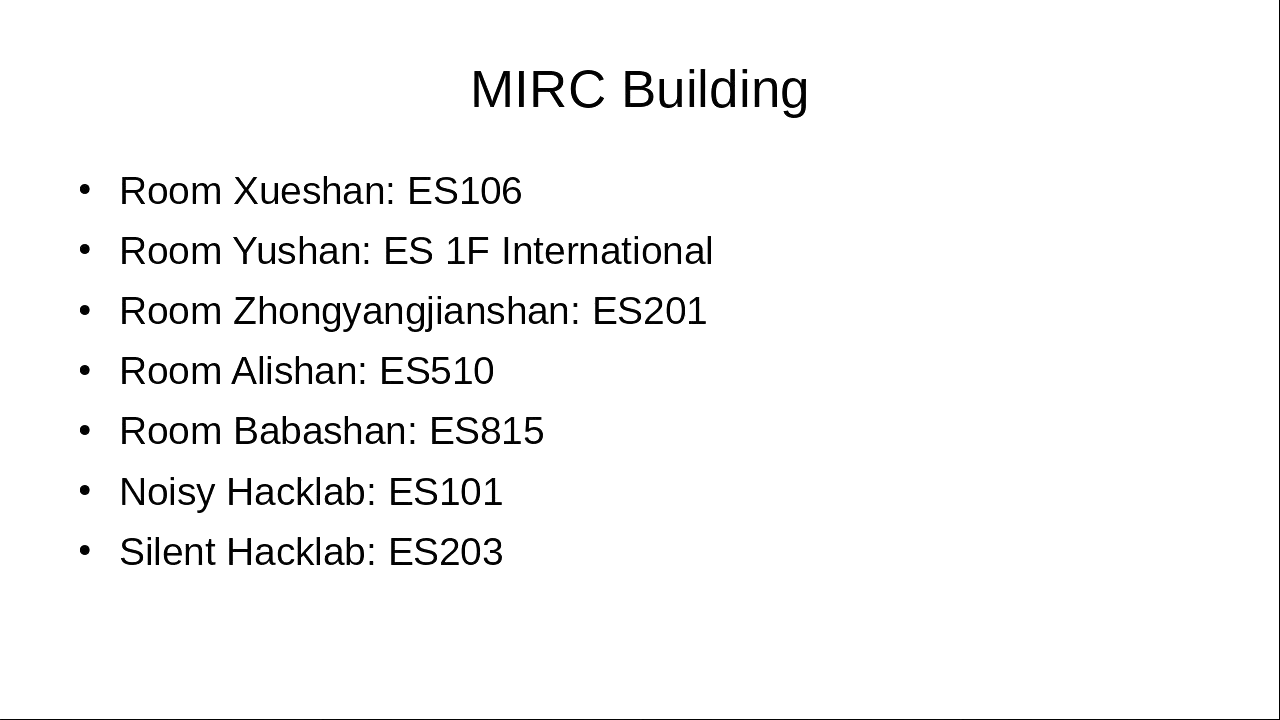 MIRC Building
• Room Xueshan: ES106
• Room Yushan: ES 1F International
• Room Zhongyangjianshan: ES201
• Room Alishan: ES510
• Room Babashan: ES815
• Noisy Hacklab: ES101
• Silent Hacklab: ES203